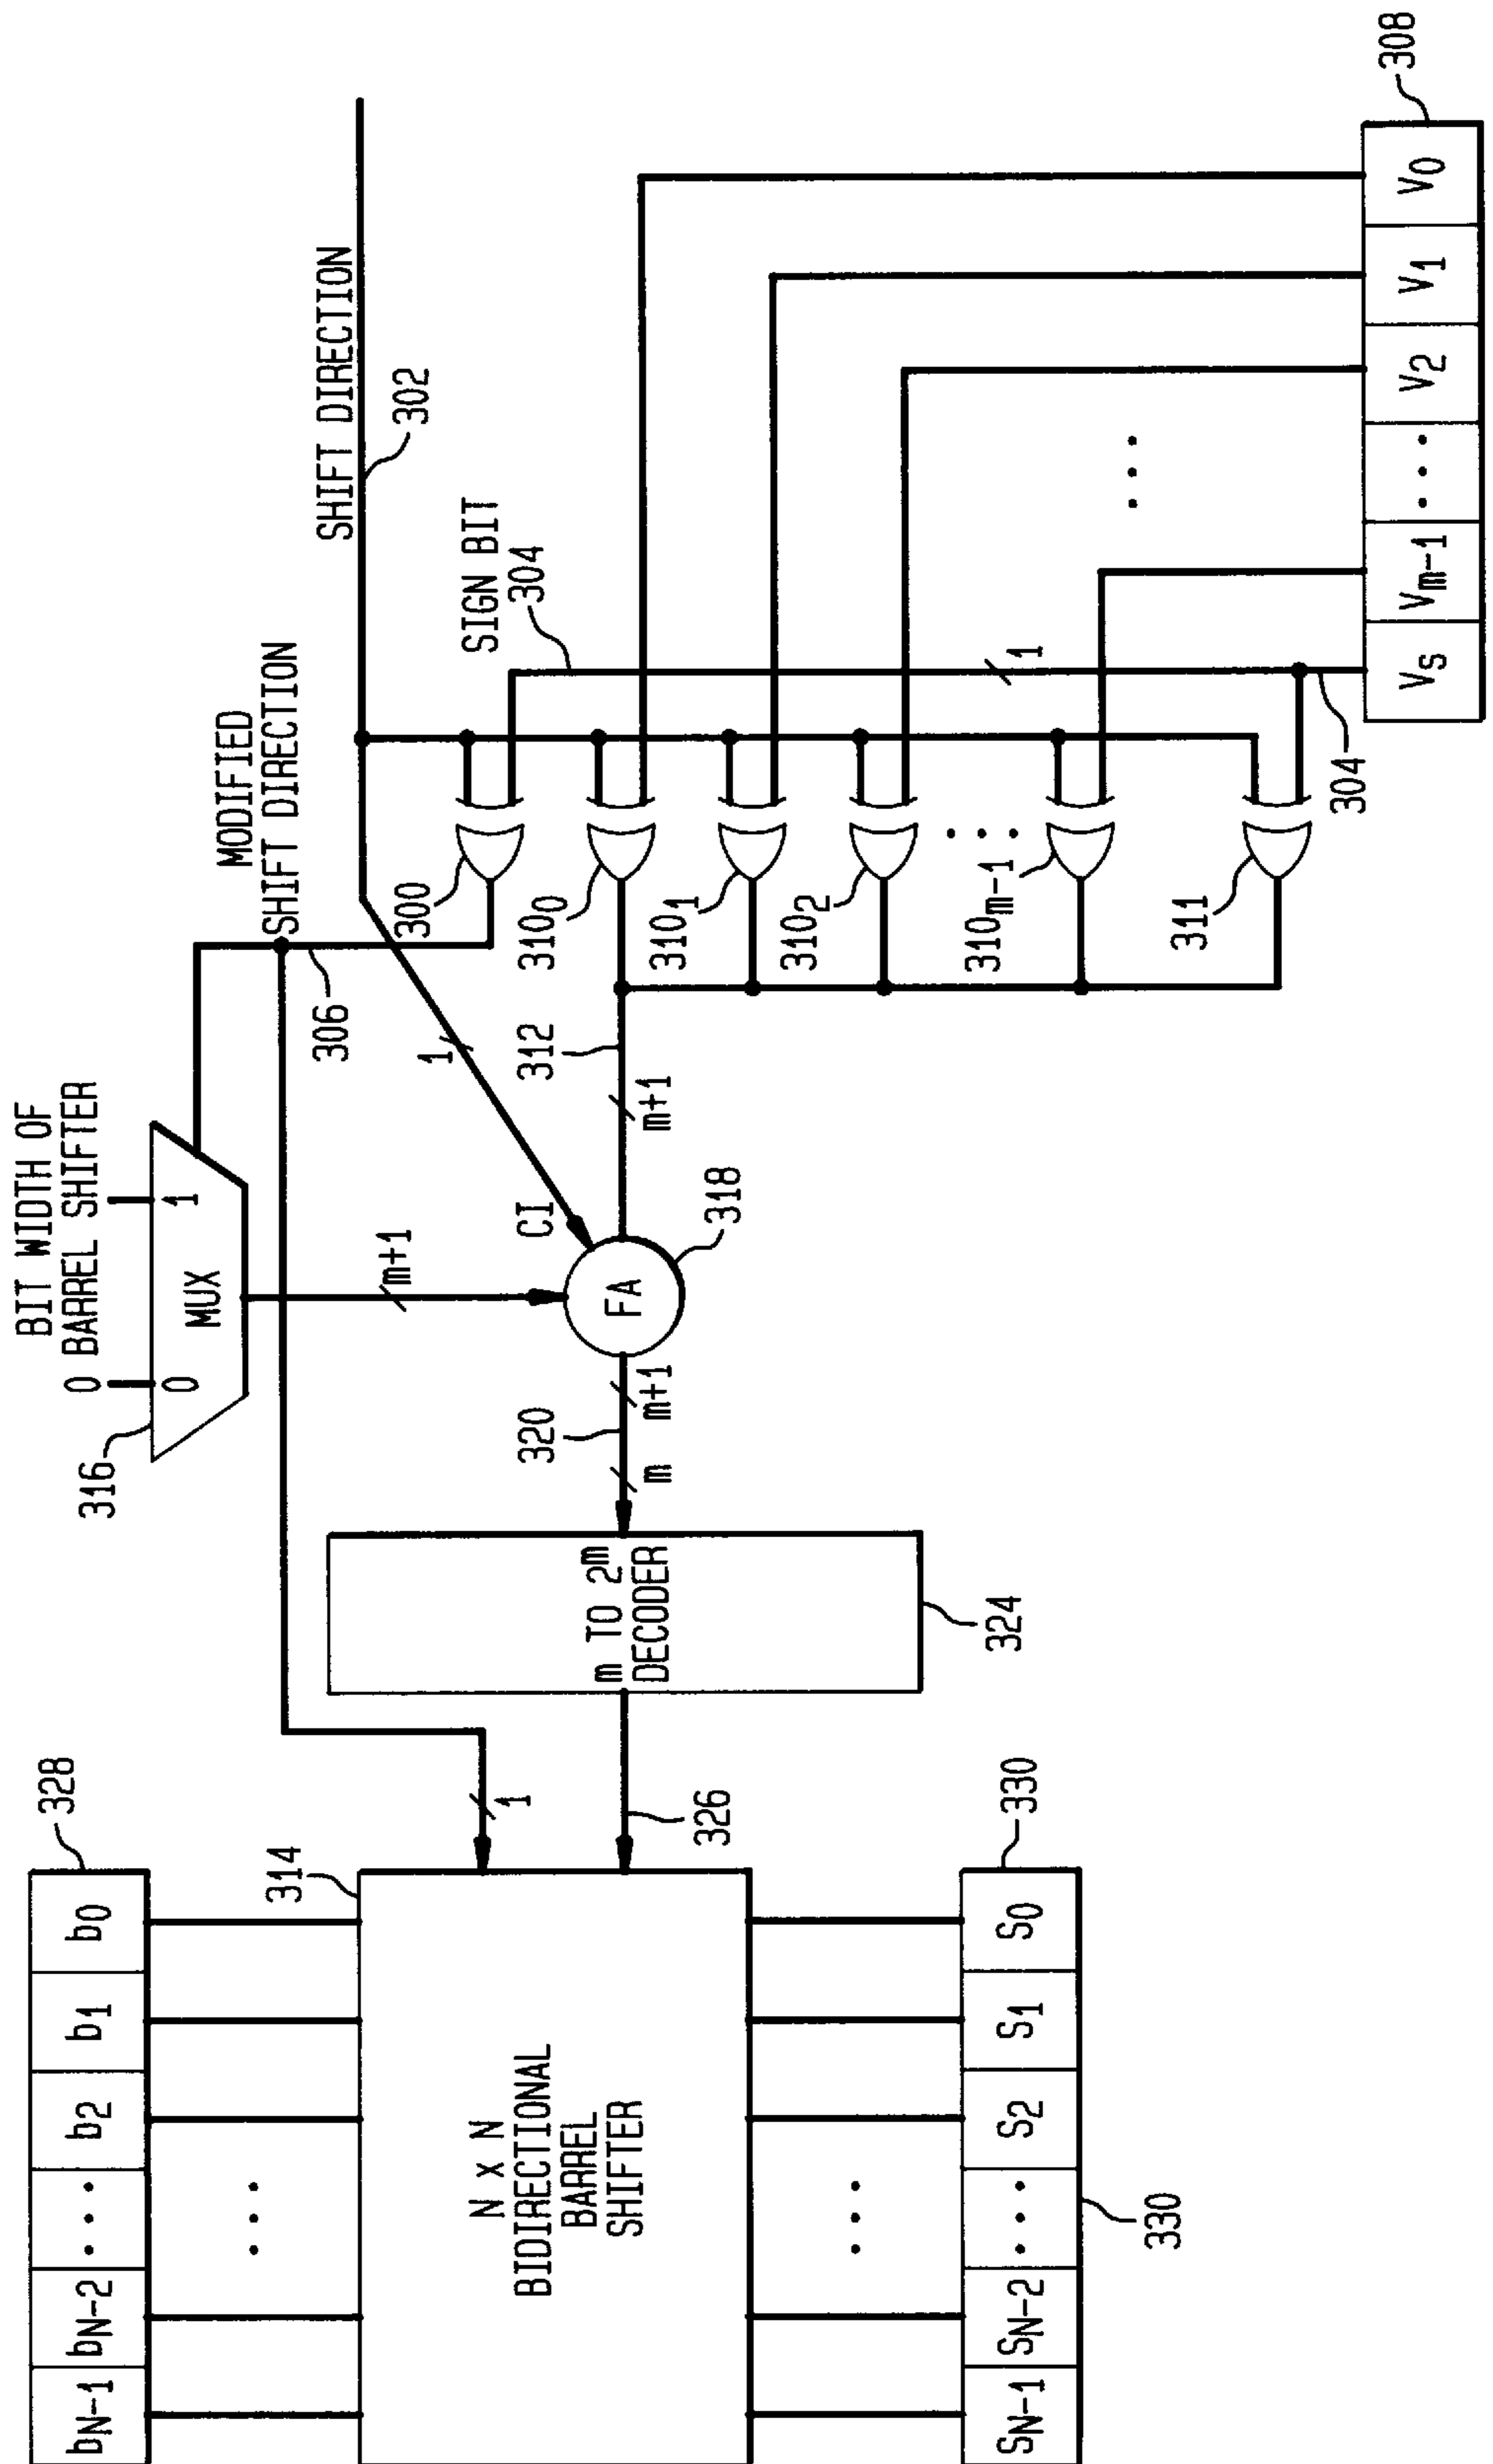 328
bN-1 bN-2 ... b2 b1 b0
314
N x N
BIDIRECTIONAL
BARREL
SHIFTER
1
326
SN-1 SN-2 ... S2 S1 S0
330
330
316
BIT WIDTH OF
0 BARREL SHIFTER
0 1
MUX
m+1
m TO 2m
DECODER
324
320
m
m+1
FA
318
CI
1
312
m+1
306
MODIFIED
SHIFT DIRECTION
SHIFT DIRECTION
302
300
3100
3101
3102
310m-1
311
SIGN BIT
304
1
304
VS Vm-1 ... V2 V1 V0
308